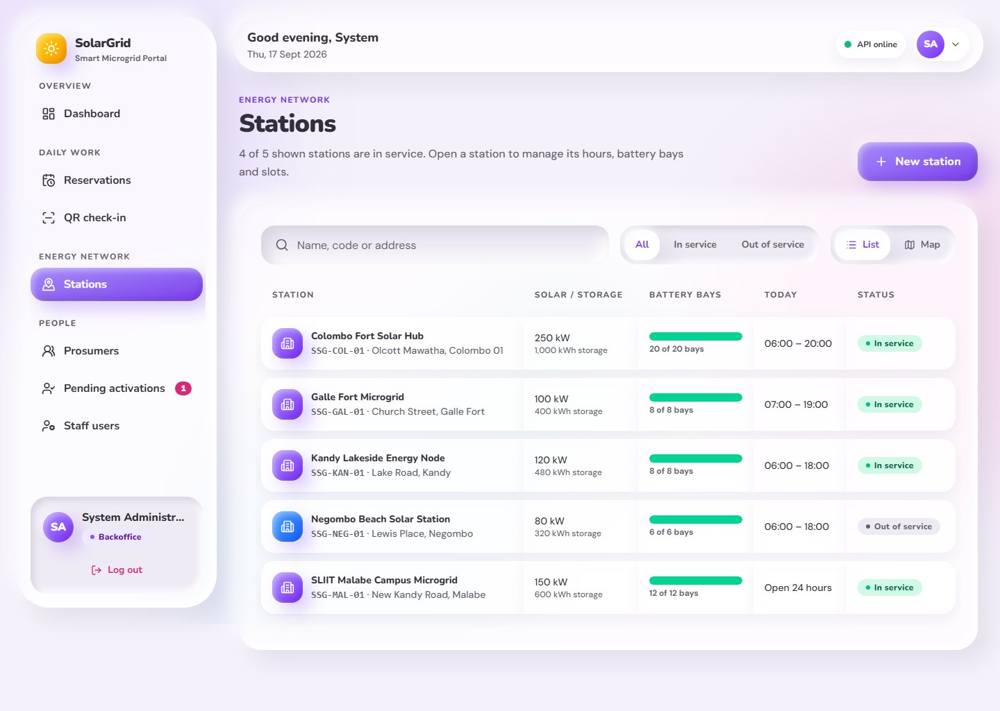 SolarGrid
Smart Microgrid Portal
OVERVIEW
Dashboard
DAILY WORK
Reservations
QR check-in
ENERGY NETWORK
Stations
PEOPLE
Prosumers
Pending activations 1
Staff users
SA
System Administr...
Backoffice
Log out
Good evening, System
Thu, 17 Sept 2026
API online
SA
ENERGY NETWORK
Stations
4 of 5 shown stations are in service. Open a station to manage its hours, battery bays
and slots.
New station
Name, code or address
All In service Out of service
List Map
STATION SOLAR / STORAGE BATTERY BAYS TODAY STATUS
Colombo Fort Solar Hub
SSG-COL-01 · Olcott Mawatha, Colombo 01
250 kW
1,000 kWh storage
20 of 20 bays
06:00 – 20:00
In service
Galle Fort Microgrid
SSG-GAL-01 · Church Street, Galle Fort
100 kW
400 kWh storage
8 of 8 bays
07:00 – 19:00
In service
Kandy Lakeside Energy Node
SSG-KAN-01 · Lake Road, Kandy
120 kW
480 kWh storage
8 of 8 bays
06:00 – 18:00
In service
Negombo Beach Solar Station
SSG-NEG-01 · Lewis Place, Negombo
80 kW
320 kWh storage
6 of 6 bays
06:00 – 18:00
Out of service
SLIIT Malabe Campus Microgrid
SSG-MAL-01 · New Kandy Road, Malabe
150 kW
600 kWh storage
12 of 12 bays
Open 24 hours
In service